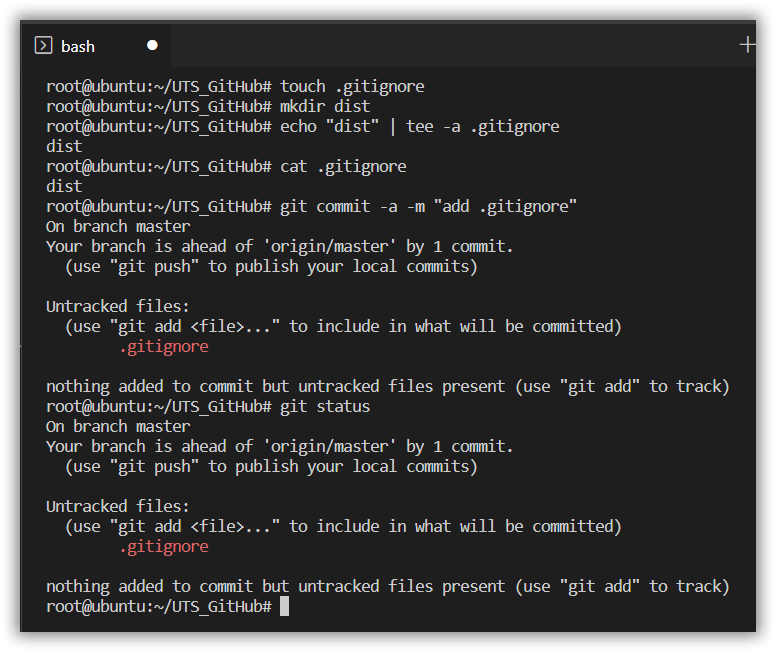 bash
root@ubuntu:~/UTS_GitHub# touch .gitignore
root@ubuntu:~/UTS_GitHub# mkdir dist
root@ubuntu:~/UTS_GitHub# echo "dist" | tee -a .gitignore
dist
root@ubuntu:~/UTS_GitHub# cat .gitignore
dist
root@ubuntu:~/UTS_GitHub# git commit -a -m "add .gitignore"
On branch master
Your branch is ahead of 'origin/master' by 1 commit.
  (use "git push" to publish your local commits)

Untracked files:
  (use "git add <file>..." to include in what will be committed)
        .gitignore

nothing added to commit but untracked files present (use "git add" to track)
root@ubuntu:~/UTS_GitHub# git status
On branch master
Your branch is ahead of 'origin/master' by 1 commit.
  (use "git push" to publish your local commits)

Untracked files:
  (use "git add <file>..." to include in what will be committed)
        .gitignore

nothing added to commit but untracked files present (use "git add" to track)
root@ubuntu:~/UTS_GitHub#